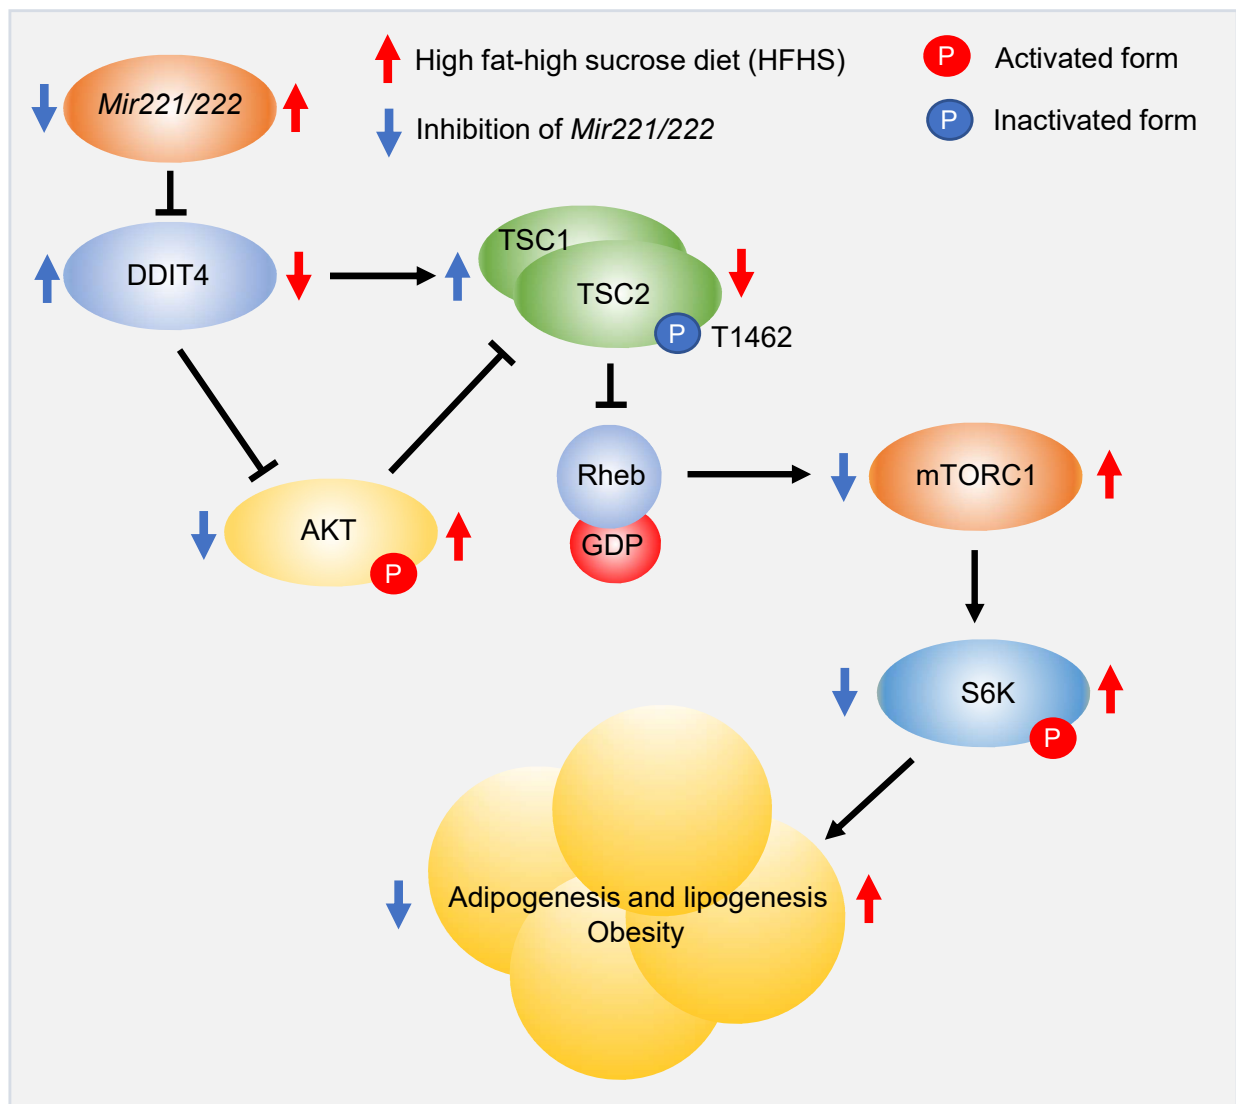 High fat-high sucrose diet (HFHS)
Inhibition of Mir221/222
P Activated form
P Inactivated form
Mir221/222
DDIT4
TSC1
TSC2
P T1462
AKT
P
Rheb
GDP
mTORC1
S6K
P
Adipogenesis and lipogenesis
Obesity